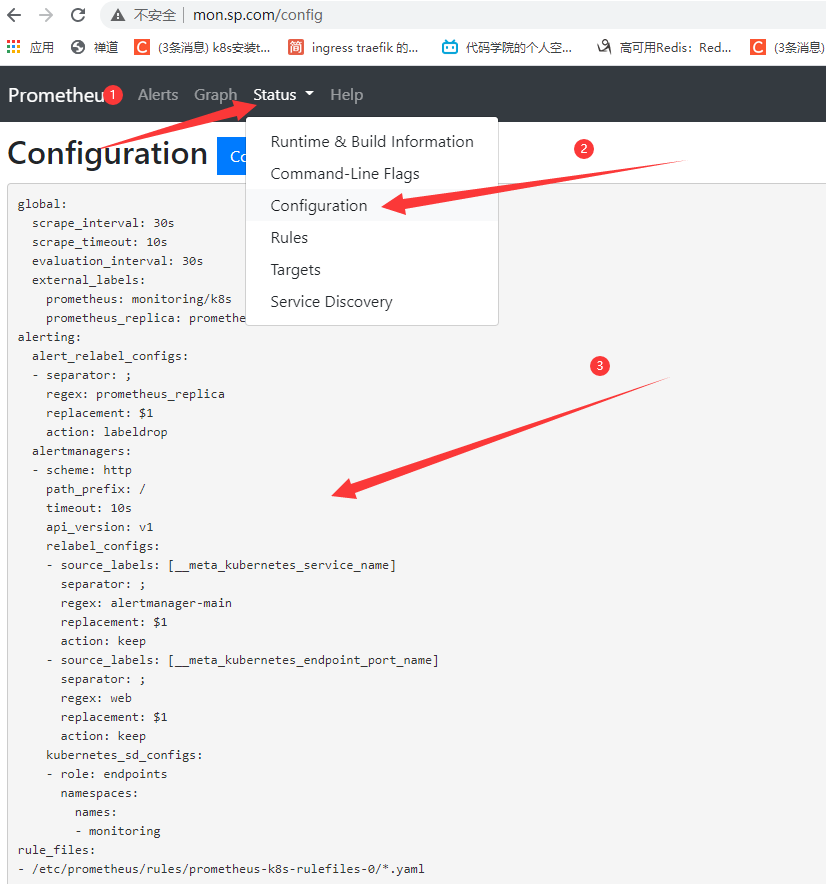 不安全 mon.sp.com/config
应用 禅道 C (3条消息) k8s安装t... 简 ingress traefik 的... 代码学院的个人空... 高可用Redis：Red... C (3条消息)
Prometheu 1 Alerts Graph Status Help
Configuration Co
Runtime & Build Information
2
Command-Line Flags
Configuration
Rules
Targets
Service Discovery
global:
  scrape_interval: 30s
  scrape_timeout: 10s
  evaluation_interval: 30s
  external_labels:
    prometheus: monitoring/k8s
    prometheus_replica: promethe
alerting:
  alert_relabel_configs:
  - separator: ;
3
    regex: prometheus_replica
    replacement: $1
    action: labeldrop
  alertmanagers:
  - scheme: http
    path_prefix: /
    timeout: 10s
    api_version: v1
    relabel_configs:
    - source_labels: [__meta_kubernetes_service_name]
      separator: ;
      regex: alertmanager-main
      replacement: $1
      action: keep
    - source_labels: [__meta_kubernetes_endpoint_port_name]
      separator: ;
      regex: web
      replacement: $1
      action: keep
    kubernetes_sd_configs:
    - role: endpoints
      namespaces:
        names:
        - monitoring
rule_files:
- /etc/prometheus/rules/prometheus-k8s-rulefiles-0/*.yaml